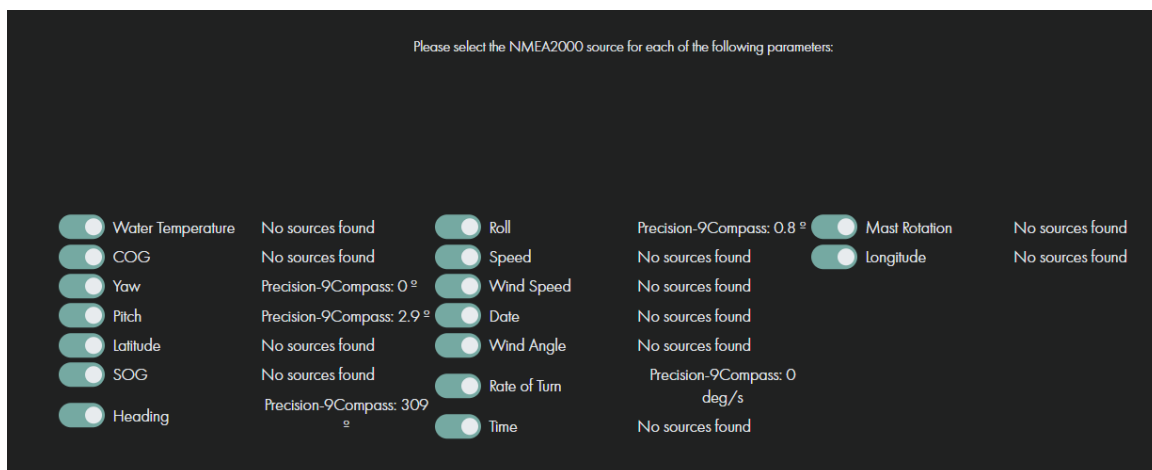 Please select the NMEA2000 source for each of the following parameters:
Water Temperature No sources found Roll Precision-9Compass: 0.8 º Mast Rotation No sources found
COG No sources found Speed No sources found Longitude No sources found
Yaw Precision-9Compass: 0 º Wind Speed No sources found
Pitch Precision-9Compass: 2.9 º Date No sources found
Latitude No sources found Wind Angle No sources found
SOG No sources found Rate of Turn Precision-9Compass: 0
deg/s
Heading Precision-9Compass: 309
º
Time No sources found